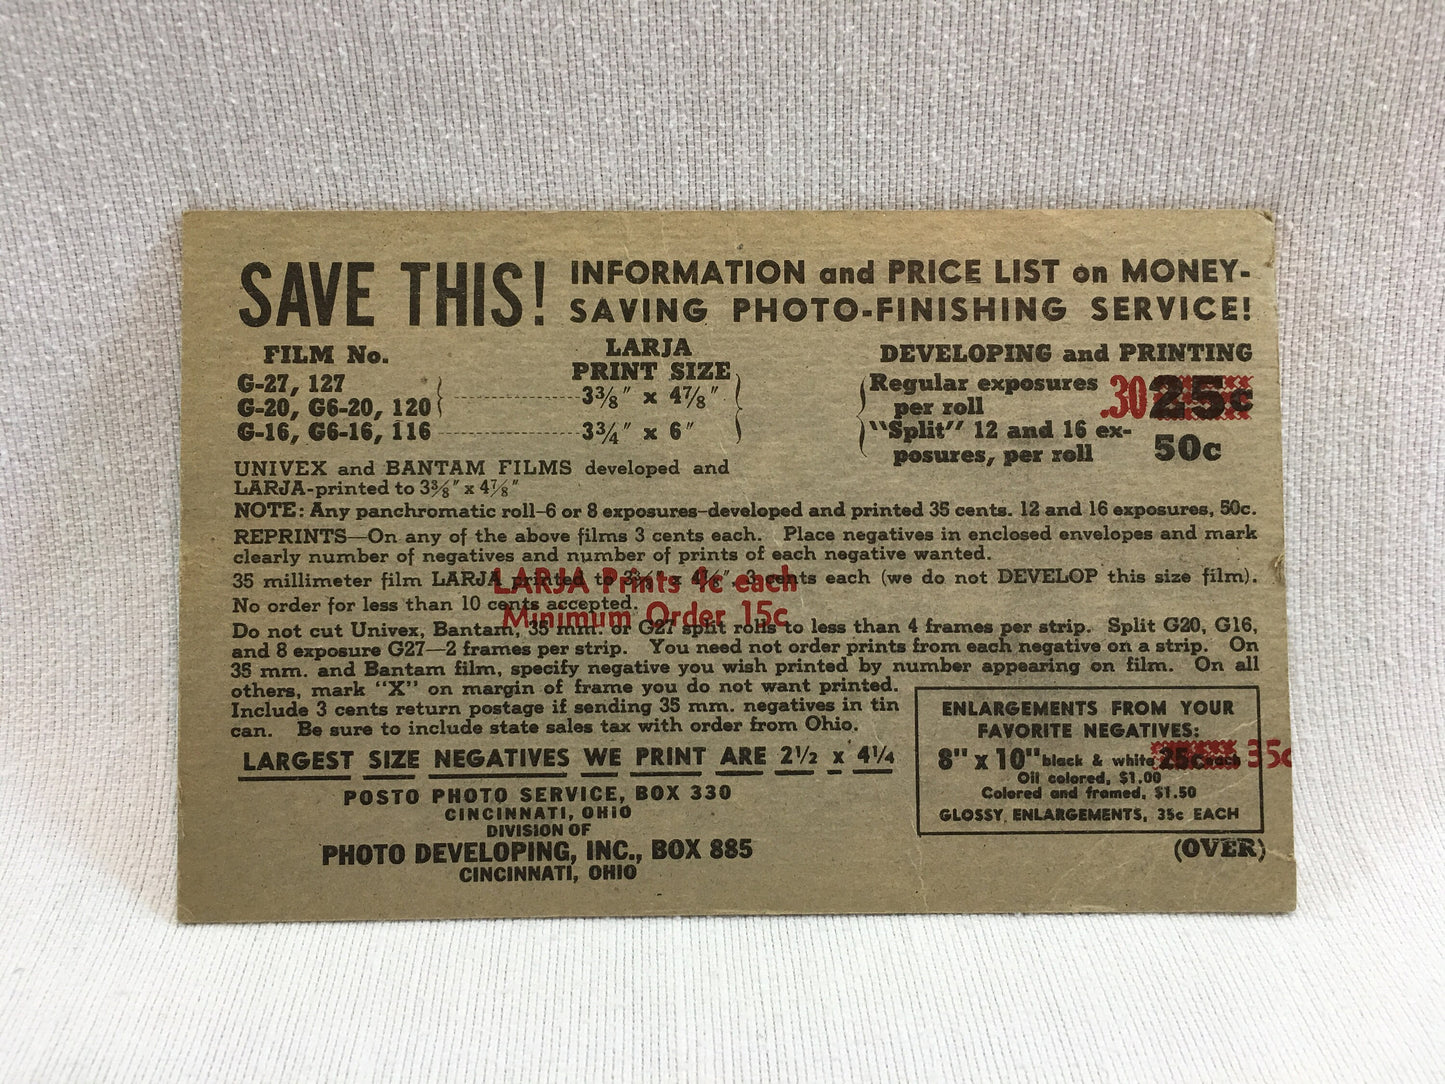 SAVE THIS! INFORMATION and PRICE LIST on MONEY-
SAVING PHOTO-FINISHING SERVICE!
FILM No.
LARJA
PRINT SIZE
DEVELOPING and PRINTING
G-27, 127
G-20, G6-20, 120
3⅜" x 4⅞"
G-16, G6-16, 116
3¾" x 6"
Regular exposures
per roll .30 25c
"Split" 12 and 16 ex-
posures, per roll 50c
UNIVEX and BANTAM FILMS developed and
LARJA-printed to 3⅜" x 4⅞"
NOTE: Any panchromatic roll-6 or 8 exposures-developed and printed 35 cents. 12 and 16 exposures, 50c.
REPRINTS—On any of the above films 3 cents each. Place negatives in enclosed envelopes and mark
clearly number of negatives and number of prints of each negative wanted.
35 millimeter film LARJA printed to 3⅜" x 4⅞", 3 cents each (we do not DEVELOP this size film).
LARJA Prints 4c each
No order for less than 10 cents accepted.
Minimum Order 15c
Do not cut Univex, Bantam, 35 mm. or G27 split rolls to less than 4 frames per strip. Split G20, G16,
and 8 exposure G27—2 frames per strip. You need not order prints from each negative on a strip. On
35 mm. and Bantam film, specify negative you wish printed by number appearing on film. On all
others, mark "X" on margin of frame you do not want printed.
Include 3 cents return postage if sending 35 mm. negatives in tin
can. Be sure to include state sales tax with order from Ohio.
LARGEST SIZE NEGATIVES WE PRINT ARE 2½ x 4¼
POSTO PHOTO SERVICE, BOX 330
CINCINNATI, OHIO
DIVISION OF
PHOTO DEVELOPING, INC., BOX 885
CINCINNATI, OHIO
ENLARGEMENTS FROM YOUR
FAVORITE NEGATIVES:
8" x 10" black & white 25c each 35c
Oil colored, $1.00
Colored and framed, $1.50
GLOSSY ENLARGEMENTS, 35c EACH
(OVER)